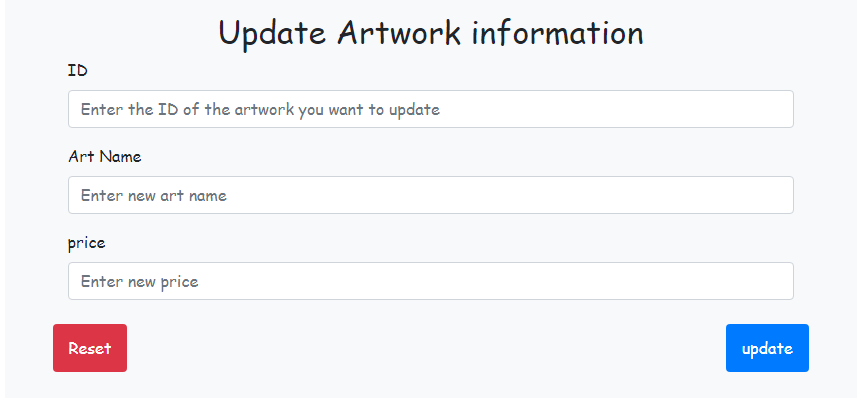 Update Artwork information
ID
Enter the ID of the artwork you want to update
Art Name
Enter new art name
price
Enter new price
Reset
update